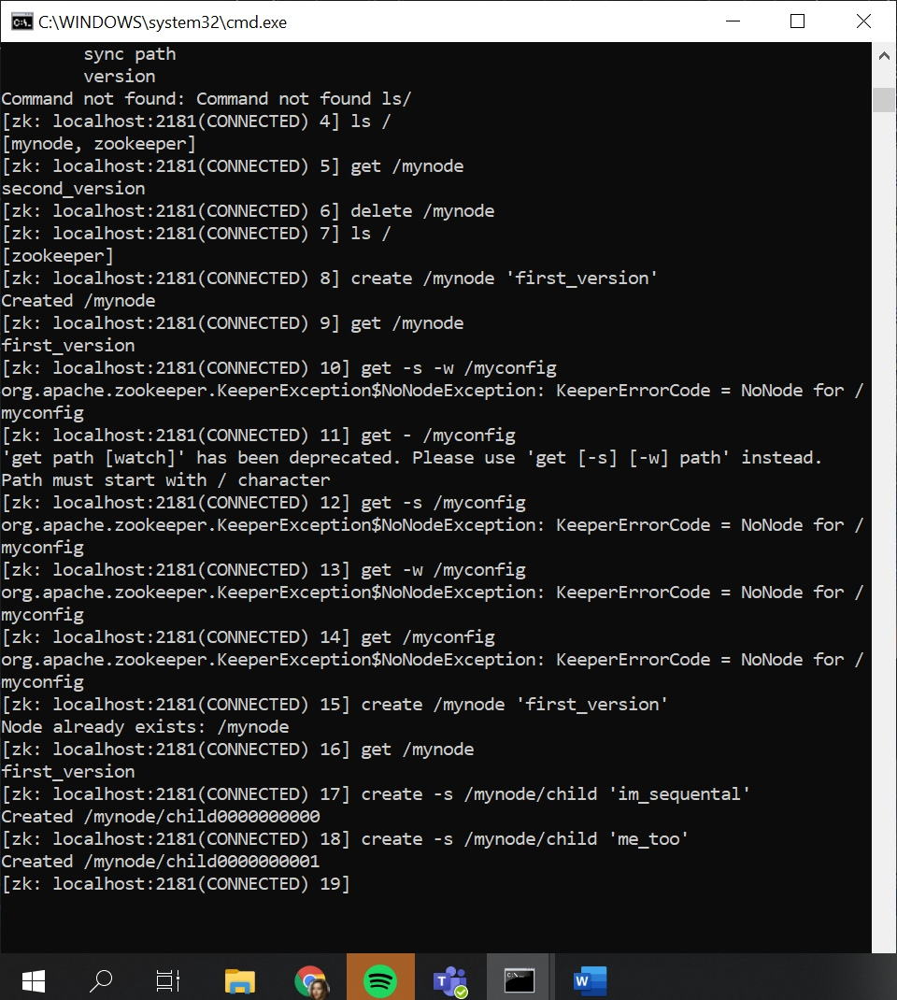 C:\WINDOWS\system32\cmd.exe
sync path
version
Command not found: Command not found ls/
[zk: localhost:2181(CONNECTED) 4] ls /
[mynode, zookeeper]
[zk: localhost:2181(CONNECTED) 5] get /mynode
second_version
[zk: localhost:2181(CONNECTED) 6] delete /mynode
[zk: localhost:2181(CONNECTED) 7] ls /
[zookeeper]
[zk: localhost:2181(CONNECTED) 8] create /mynode 'first_version'
Created /mynode
[zk: localhost:2181(CONNECTED) 9] get /mynode
first_version
[zk: localhost:2181(CONNECTED) 10] get -s -w /myconfig
org.apache.zookeeper.KeeperException$NoNodeException: KeeperErrorCode = NoNode for /
myconfig
[zk: localhost:2181(CONNECTED) 11] get - /myconfig
'get path [watch]' has been deprecated. Please use 'get [-s] [-w] path' instead.
Path must start with / character
[zk: localhost:2181(CONNECTED) 12] get -s /myconfig
org.apache.zookeeper.KeeperException$NoNodeException: KeeperErrorCode = NoNode for /
myconfig
[zk: localhost:2181(CONNECTED) 13] get -w /myconfig
org.apache.zookeeper.KeeperException$NoNodeException: KeeperErrorCode = NoNode for /
myconfig
[zk: localhost:2181(CONNECTED) 14] get /myconfig
org.apache.zookeeper.KeeperException$NoNodeException: KeeperErrorCode = NoNode for /
myconfig
[zk: localhost:2181(CONNECTED) 15] create /mynode 'first_version'
Node already exists: /mynode
[zk: localhost:2181(CONNECTED) 16] get /mynode
first_version
[zk: localhost:2181(CONNECTED) 17] create -s /mynode/child 'im_sequental'
Created /mynode/child0000000000
[zk: localhost:2181(CONNECTED) 18] create -s /mynode/child 'me_too'
Created /mynode/child0000000001
[zk: localhost:2181(CONNECTED) 19]